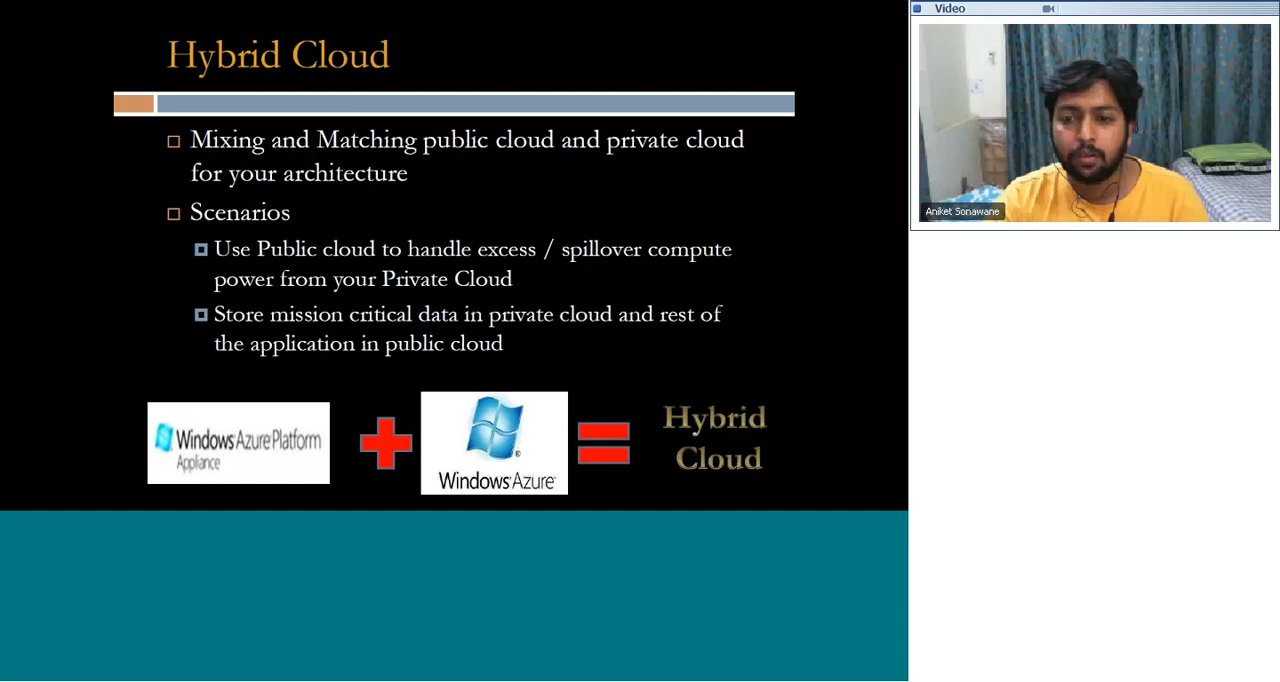 Hybrid Cloud
Mixing and Matching public cloud and private cloud
for your architecture
Scenarios
Use Public cloud to handle excess / spillover compute
power from your Private Cloud
Store mission critical data in private cloud and rest of
the application in public cloud
Windows Azure Platform
Appliance
Windows Azure
Hybrid
Cloud
Video
Aniket Sonawane